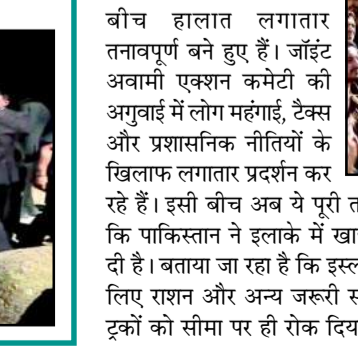 बीच हालात लगातार
तनावपूर्ण बने हुए हैं। जॉइंट
अवामी एक्शन कमेटी की
अगुवाई में लोग महंगाई, टैक्स
और प्रशासनिक नीतियों के
खिलाफ लगातार प्रदर्शन कर
रहे हैं। इसी बीच अब ये पूरी
कि पाकिस्तान ने इलाके में
दी है। बताया जा रहा है कि
लिए राशन और अन्य जरूरी
ट्रकों को सीमा पर ही रोक